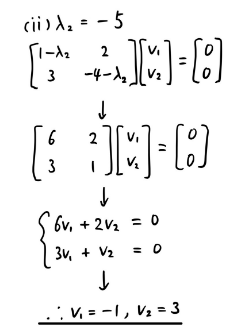 (ii) λ₂ = -5
[1-λ₂ 2; 3 -4-λ₂] [v₁; v₂] = [0; 0]
↓
[6 2; 3 1] [v₁; v₂] = [0; 0]
↓
{6v₁ + 2v₂ = 0
3v₁ + v₂ = 0
↓
∴ v₁ = -1, v₂ = 3